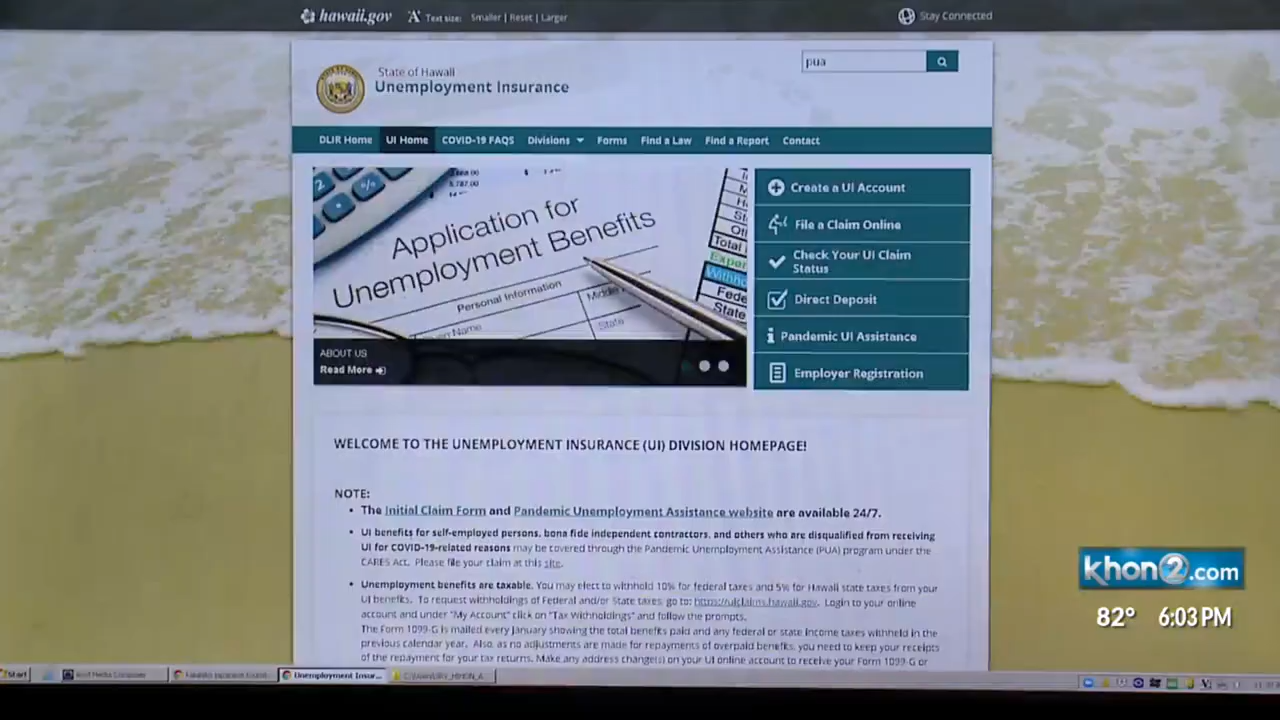 hawaii.gov Text size: Smaller | Reset | Larger Stay Connected
State of Hawaii
Unemployment Insurance
pua
DLIR Home UI Home COVID-19 FAQS Divisions Forms Find a Law Find a Report Contact
Application for
Unemployment Benefits
Personal Information
Name
State
Total
State
ABOUT US
Read More
Create a UI Account
File a Claim Online
Check Your UI Claim
Status
Direct Deposit
Pandemic UI Assistance
Employer Registration
WELCOME TO THE UNEMPLOYMENT INSURANCE (UI) DIVISION HOMEPAGE!
NOTE:
• The Initial Claim Form and Pandemic Unemployment Assistance website are available 24/7.
• UI benefits for self-employed persons, bona fide independent contractors, and others who are disqualified from receiving
UI for COVID-19-related reasons may be covered through the Pandemic Unemployment Assistance (PUA) program under the
CARES Act. Please file your claim at this site.
• Unemployment benefits are taxable. You may elect to withhold 10% for federal taxes and 5% for Hawaii state taxes from your
UI benefits. To request withholdings of Federal and/or State taxes, go to: https://uiclaims.hawaii.gov. Login to your online
account and under "My Account" click on "Tax Withholdings" and follow the prompts.
The Form 1099-G is mailed every January showing the total benefits paid and any federal or state income taxes withheld in the
previous calendar year. Also, as no adjustments are made for repayments of overpaid benefits, you need to keep your receipts
of the repayment for your tax returns. Make any address change(s) on your UI online account to receive your Form 1099-G or
khon2.com
82° 6:03 PM
Start
Unemployment Insur...